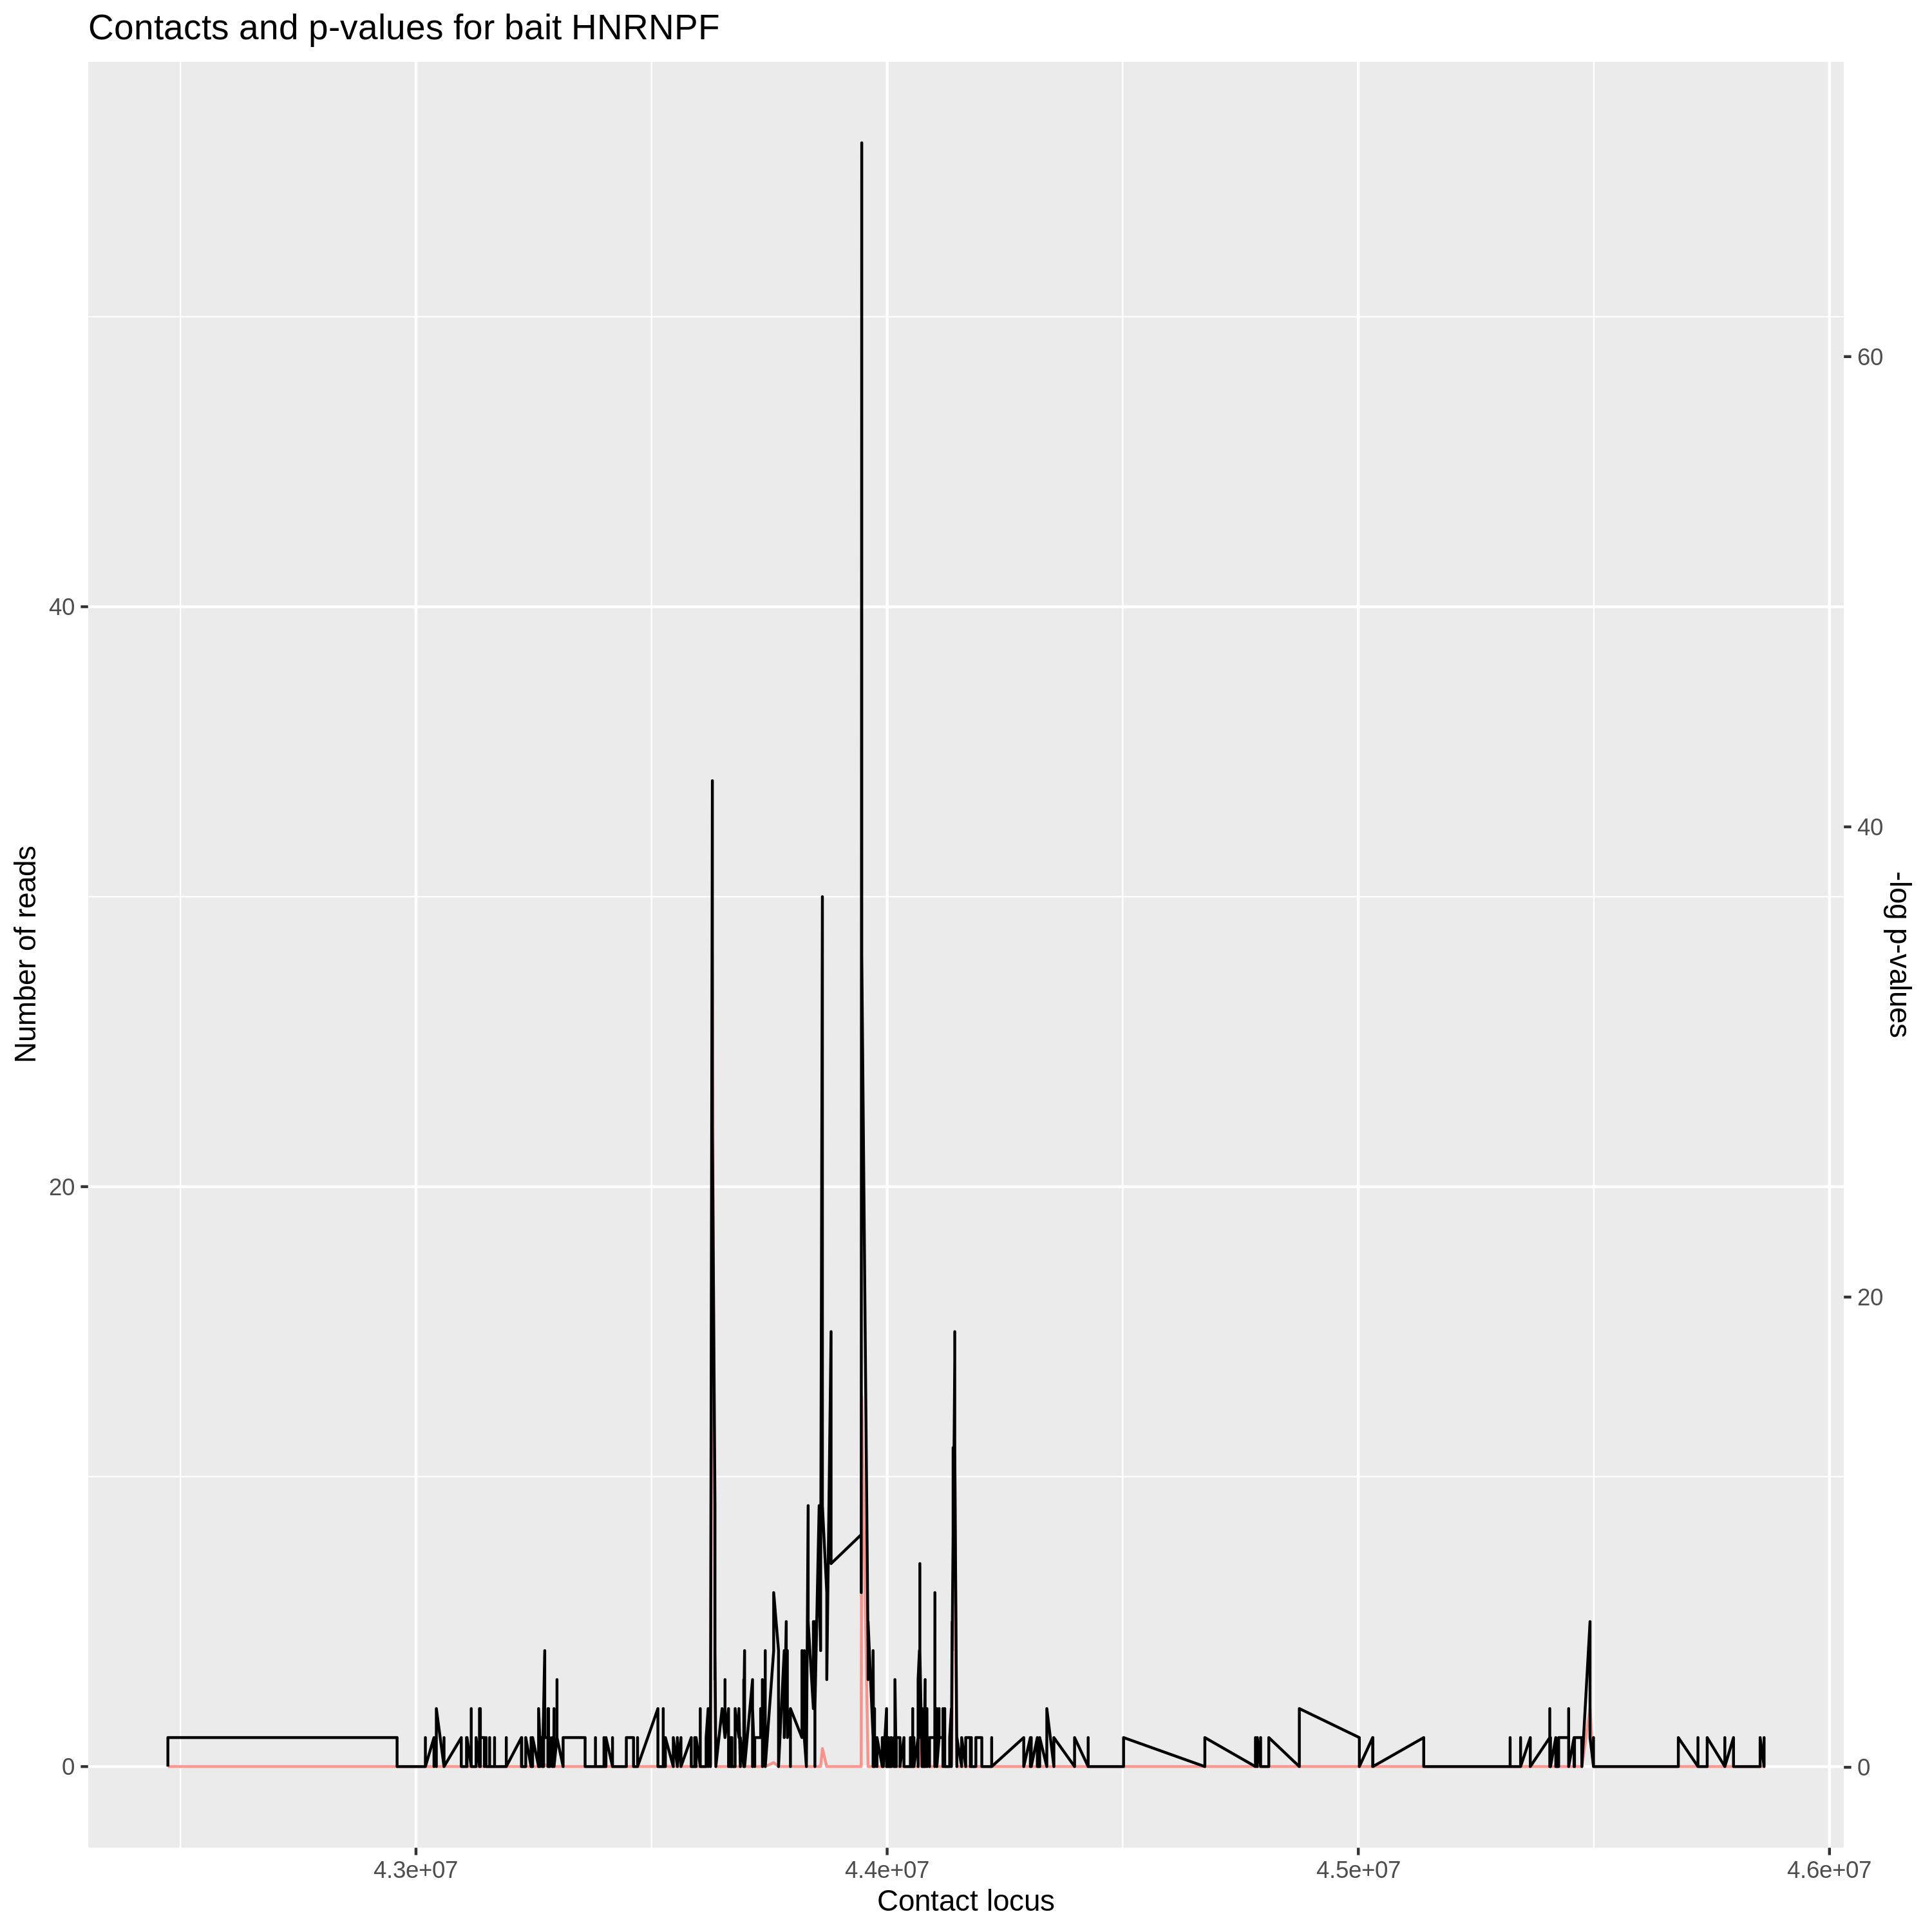 Contacts and p-values for bait HNRNPF
Number of reads
40
20
0
60
40
20
0
-log p-values
4.3e+07
4.4e+07
4.5e+07
4.6e+07
Contact locus